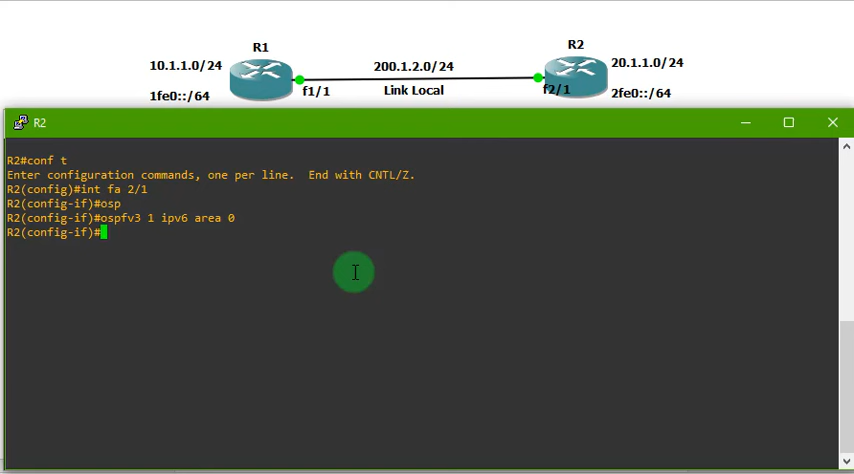 R1
R2
10.1.1.0/24
200.1.2.0/24
20.1.1.0/24
1fe0::/64
f1/1
Link Local
f2/1
2fe0::/64
R2
R2#conf t
Enter configuration commands, one per line.  End with CNTL/Z.
R2(config)#int fa 2/1
R2(config-if)#osp
R2(config-if)#ospfv3 1 ipv6 area 0
R2(config-if)#